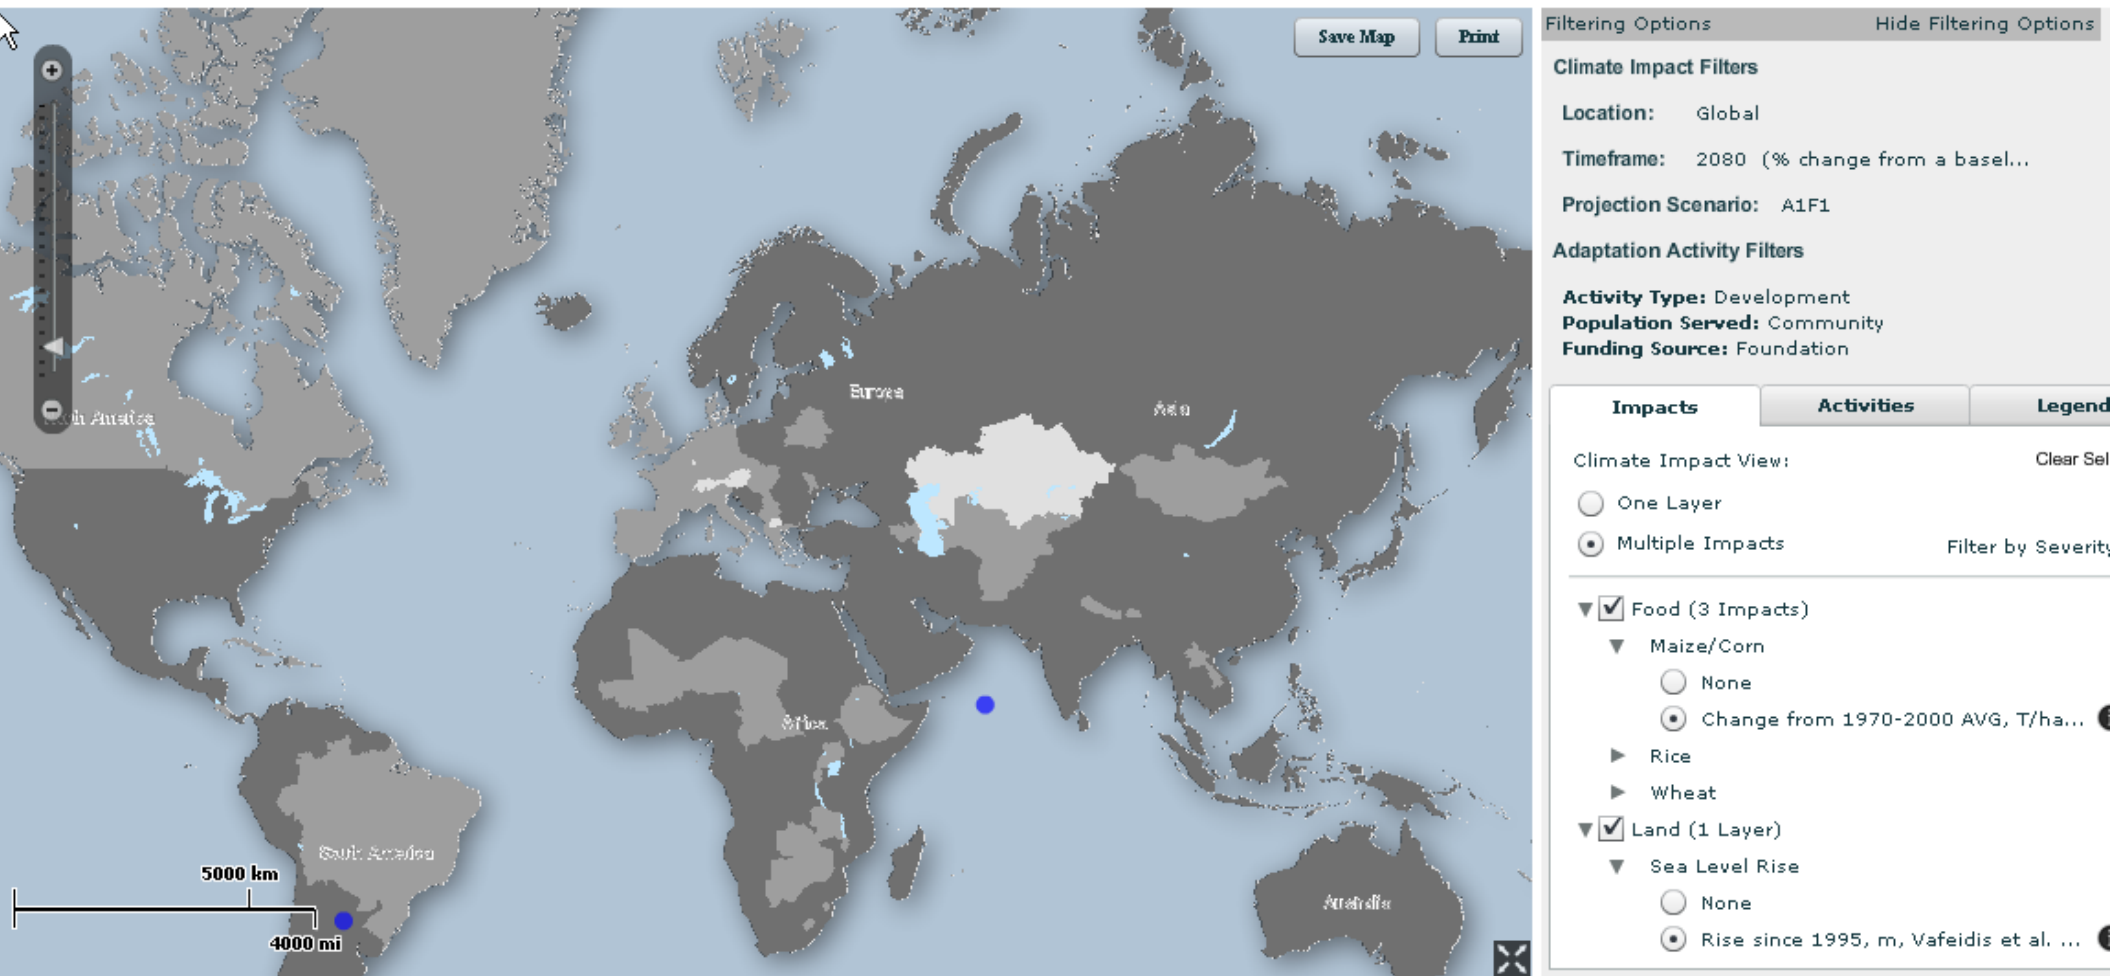 Save Map
Print
Filtering Options
Hide Filtering Options
Climate Impact Filters
Location: Global
Timeframe: 2080 (% change from a basel...
Projection Scenario: A1F1
Adaptation Activity Filters
Activity Type: Development
Population Served: Community
Funding Source: Foundation
Impacts
Activities
Legend
Climate Impact View:
Clear Sel
One Layer
Multiple Impacts
Filter by Severity
Food (3 Impacts)
Maize/Corn
None
Change from 1970-2000 AVG, T/ha...
Rice
Wheat
Land (1 Layer)
Sea Level Rise
None
Rise since 1995, m, Vafeidis et al. ...
Europe
Asia
America
Africa
South America
Australia
5000 km
4000 mi